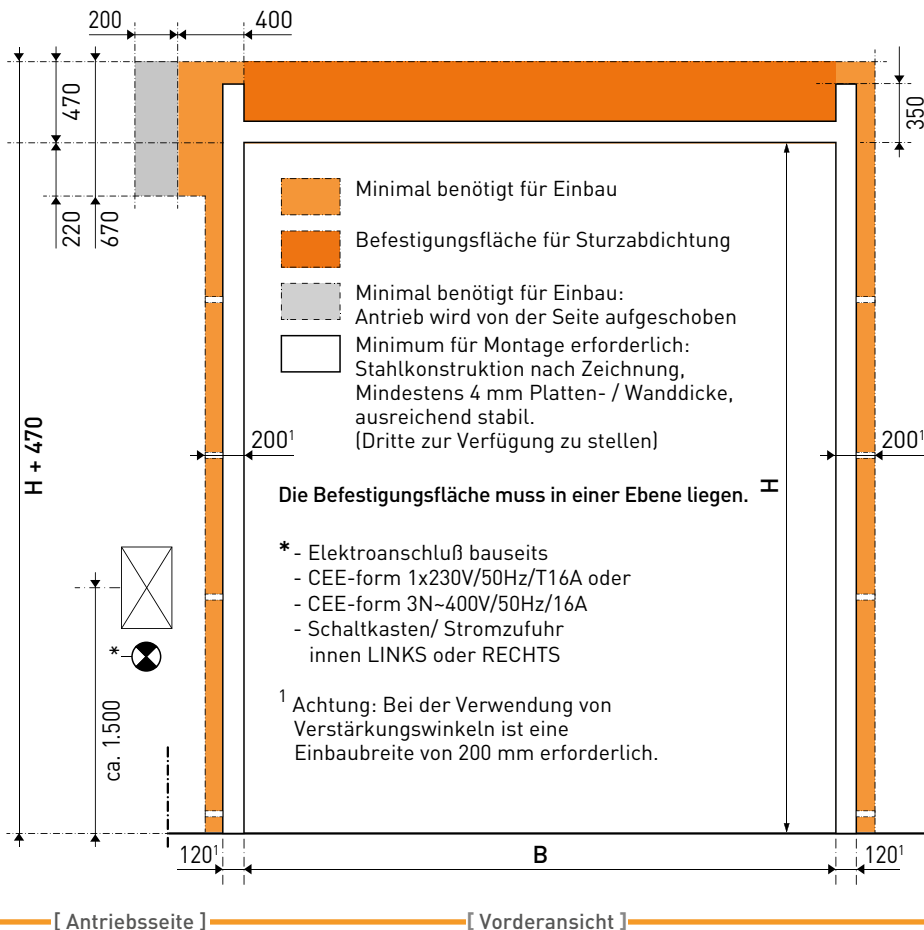 200
400
470
350
220
670
Minimal benötigt für Einbau
Befestigungsfläche für Sturzabdichtung
Minimal benötigt für Einbau:
Antrieb wird von der Seite aufgeschoben
Minimum für Montage erforderlich:
Stahlkonstruktion nach Zeichnung,
Mindestens 4 mm Platten- / Wanddicke,
ausreichend stabil.
(Dritte zur Verfügung zu stellen)
200¹
200¹
H + 470
H
Die Befestigungsfläche muss in einer Ebene liegen.
* - Elektroanschluß bauseits
- CEE-form 1x230V/50Hz/T16A oder
- CEE-form 3N~400V/50Hz/16A
- Schaltkasten/ Stromzufuhr
innen LINKS oder RECHTS
*
¹ Achtung: Bei der Verwendung von
Verstärkungswinkeln ist eine
Einbaubreite von 200 mm erforderlich.
ca. 1.500
120¹
B
120¹
[ Antriebsseite ]
[ Vorderansicht ]